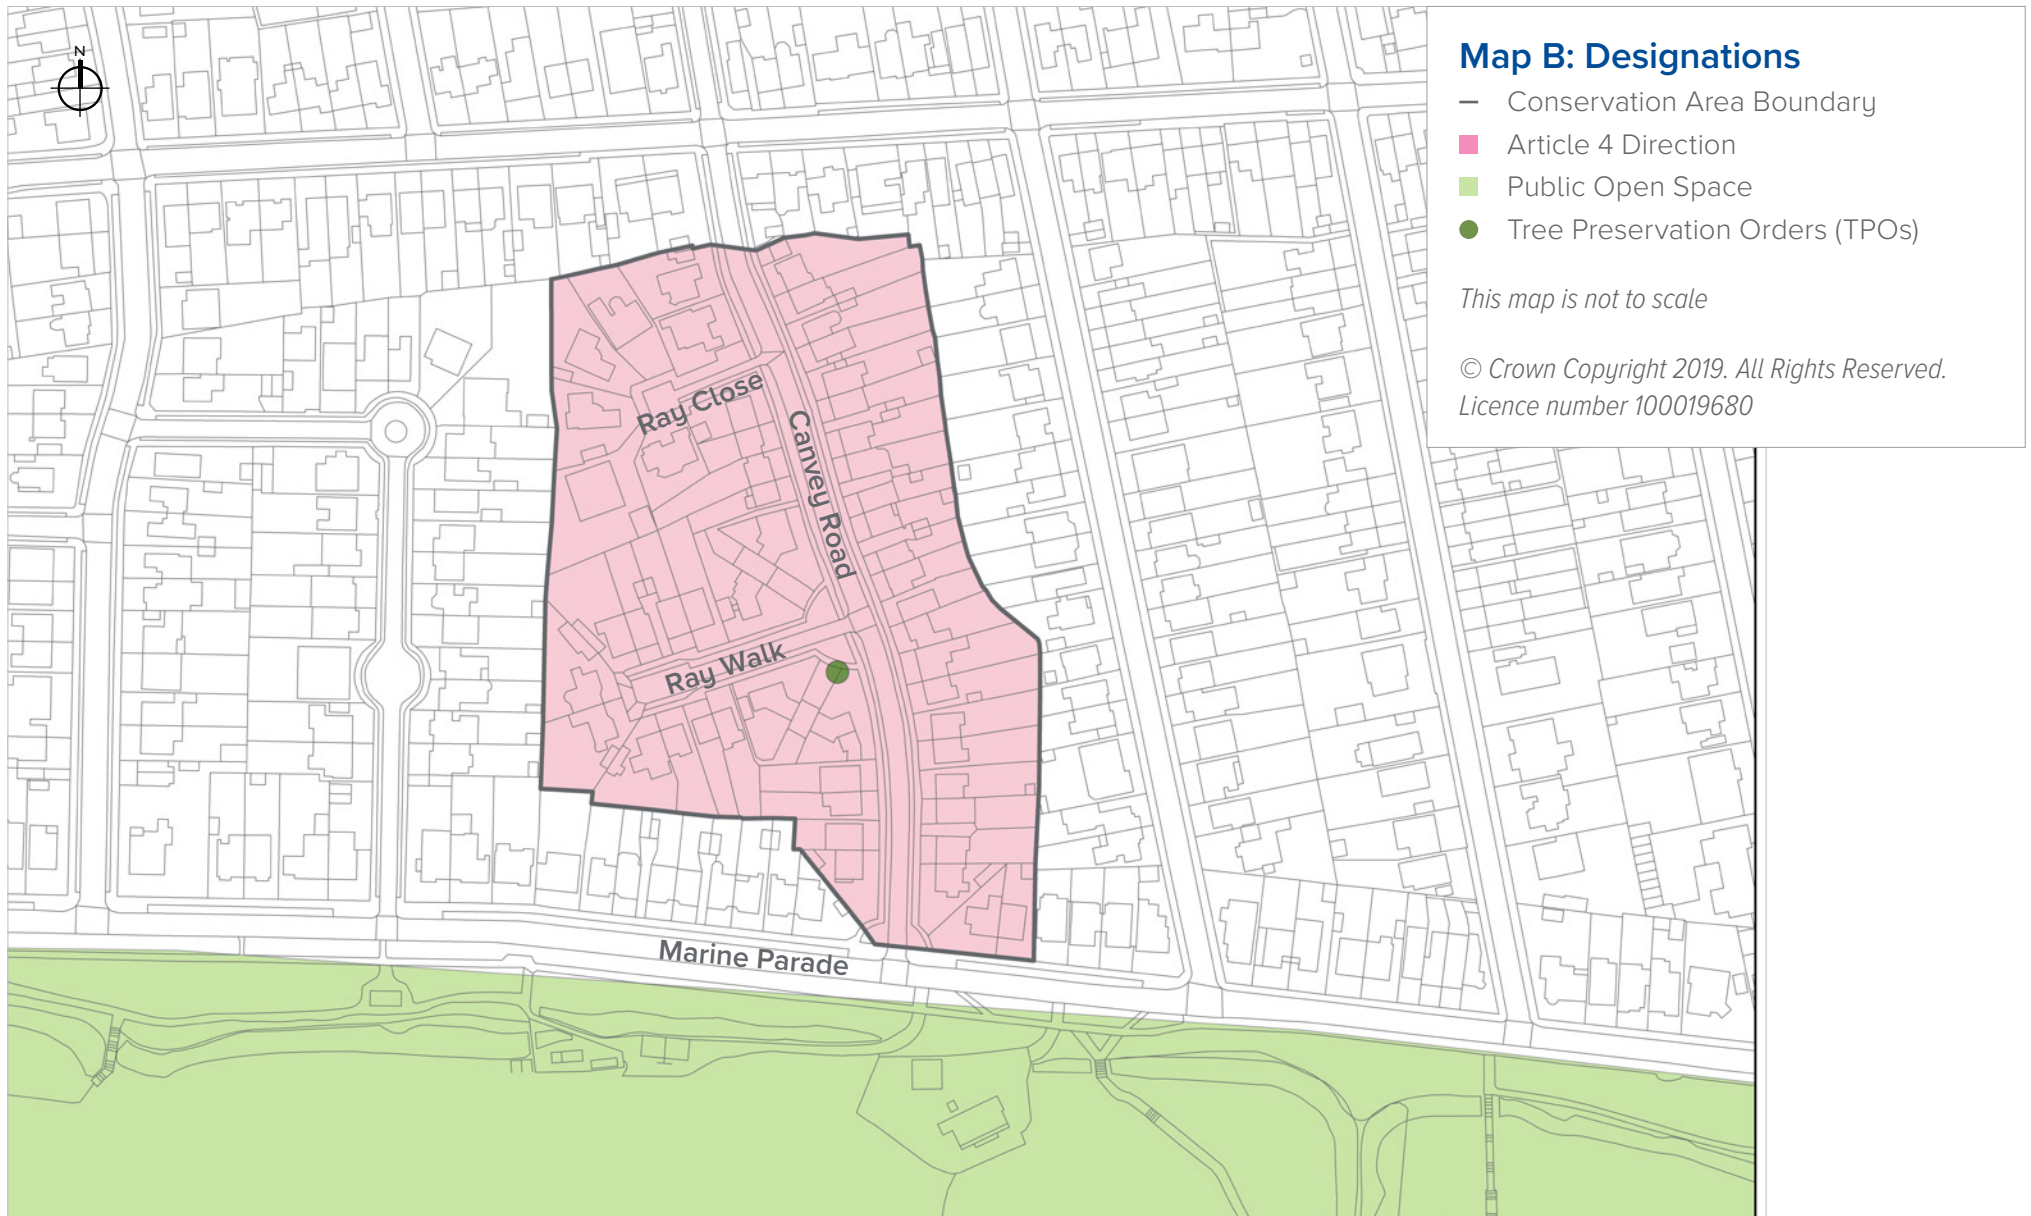 N
Map B: Designations
Conservation Area Boundary
Article 4 Direction
Public Open Space
Tree Preservation Orders (TPOs)
This map is not to scale
© Crown Copyright 2019. All Rights Reserved.
Licence number 100019680
Ray Close
Canvey Road
Ray Walk
Marine Parade